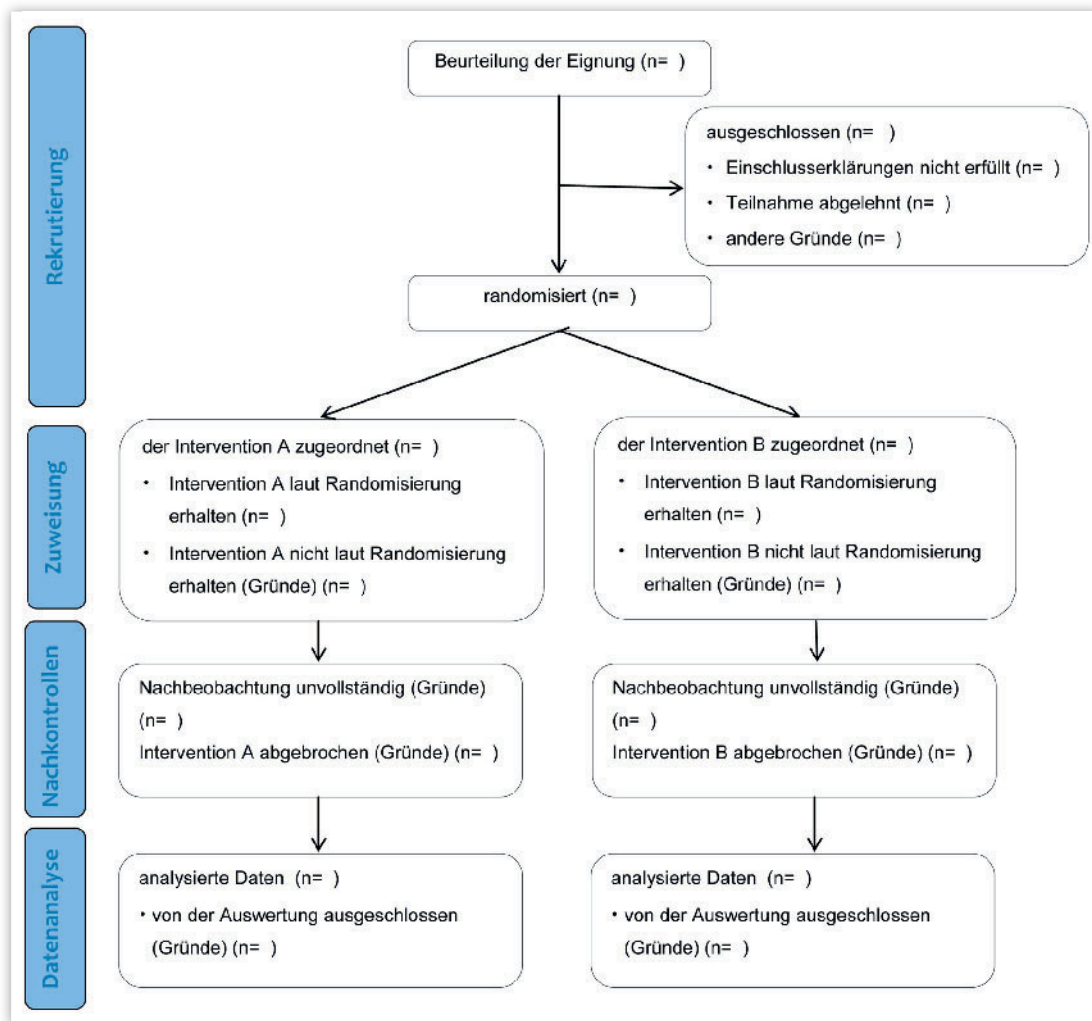 Rekrutierung
Beurteilung der Eignung (n=  )
ausgeschlossen (n=  )
• Einschlusserklärungen nicht erfüllt (n=  )
• Teilnahme abgelehnt (n=  )
• andere Gründe (n=  )
randomisiert (n=  )
Zuweisung
der Intervention A zugeordnet (n=  )
• Intervention A laut Randomisierung
erhalten (n=  )
• Intervention A nicht laut Randomisierung
erhalten (Gründe) (n=  )
der Intervention B zugeordnet (n=  )
• Intervention B laut Randomisierung
erhalten (n=  )
• Intervention B nicht laut Randomisierung
erhalten (Gründe) (n=  )
Nachkontrollen
Nachbeobachtung unvollständig (Gründe)
(n=  )
Intervention A abgebrochen (Gründe) (n=  )
Nachbeobachtung unvollständig (Gründe)
(n=  )
Intervention B abgebrochen (Gründe) (n=  )
Datenanalyse
analysierte Daten  (n=  )
• von der Auswertung ausgeschlossen
(Gründe) (n=  )
analysierte Daten  (n=  )
• von der Auswertung ausgeschlossen
(Gründe) (n=  )